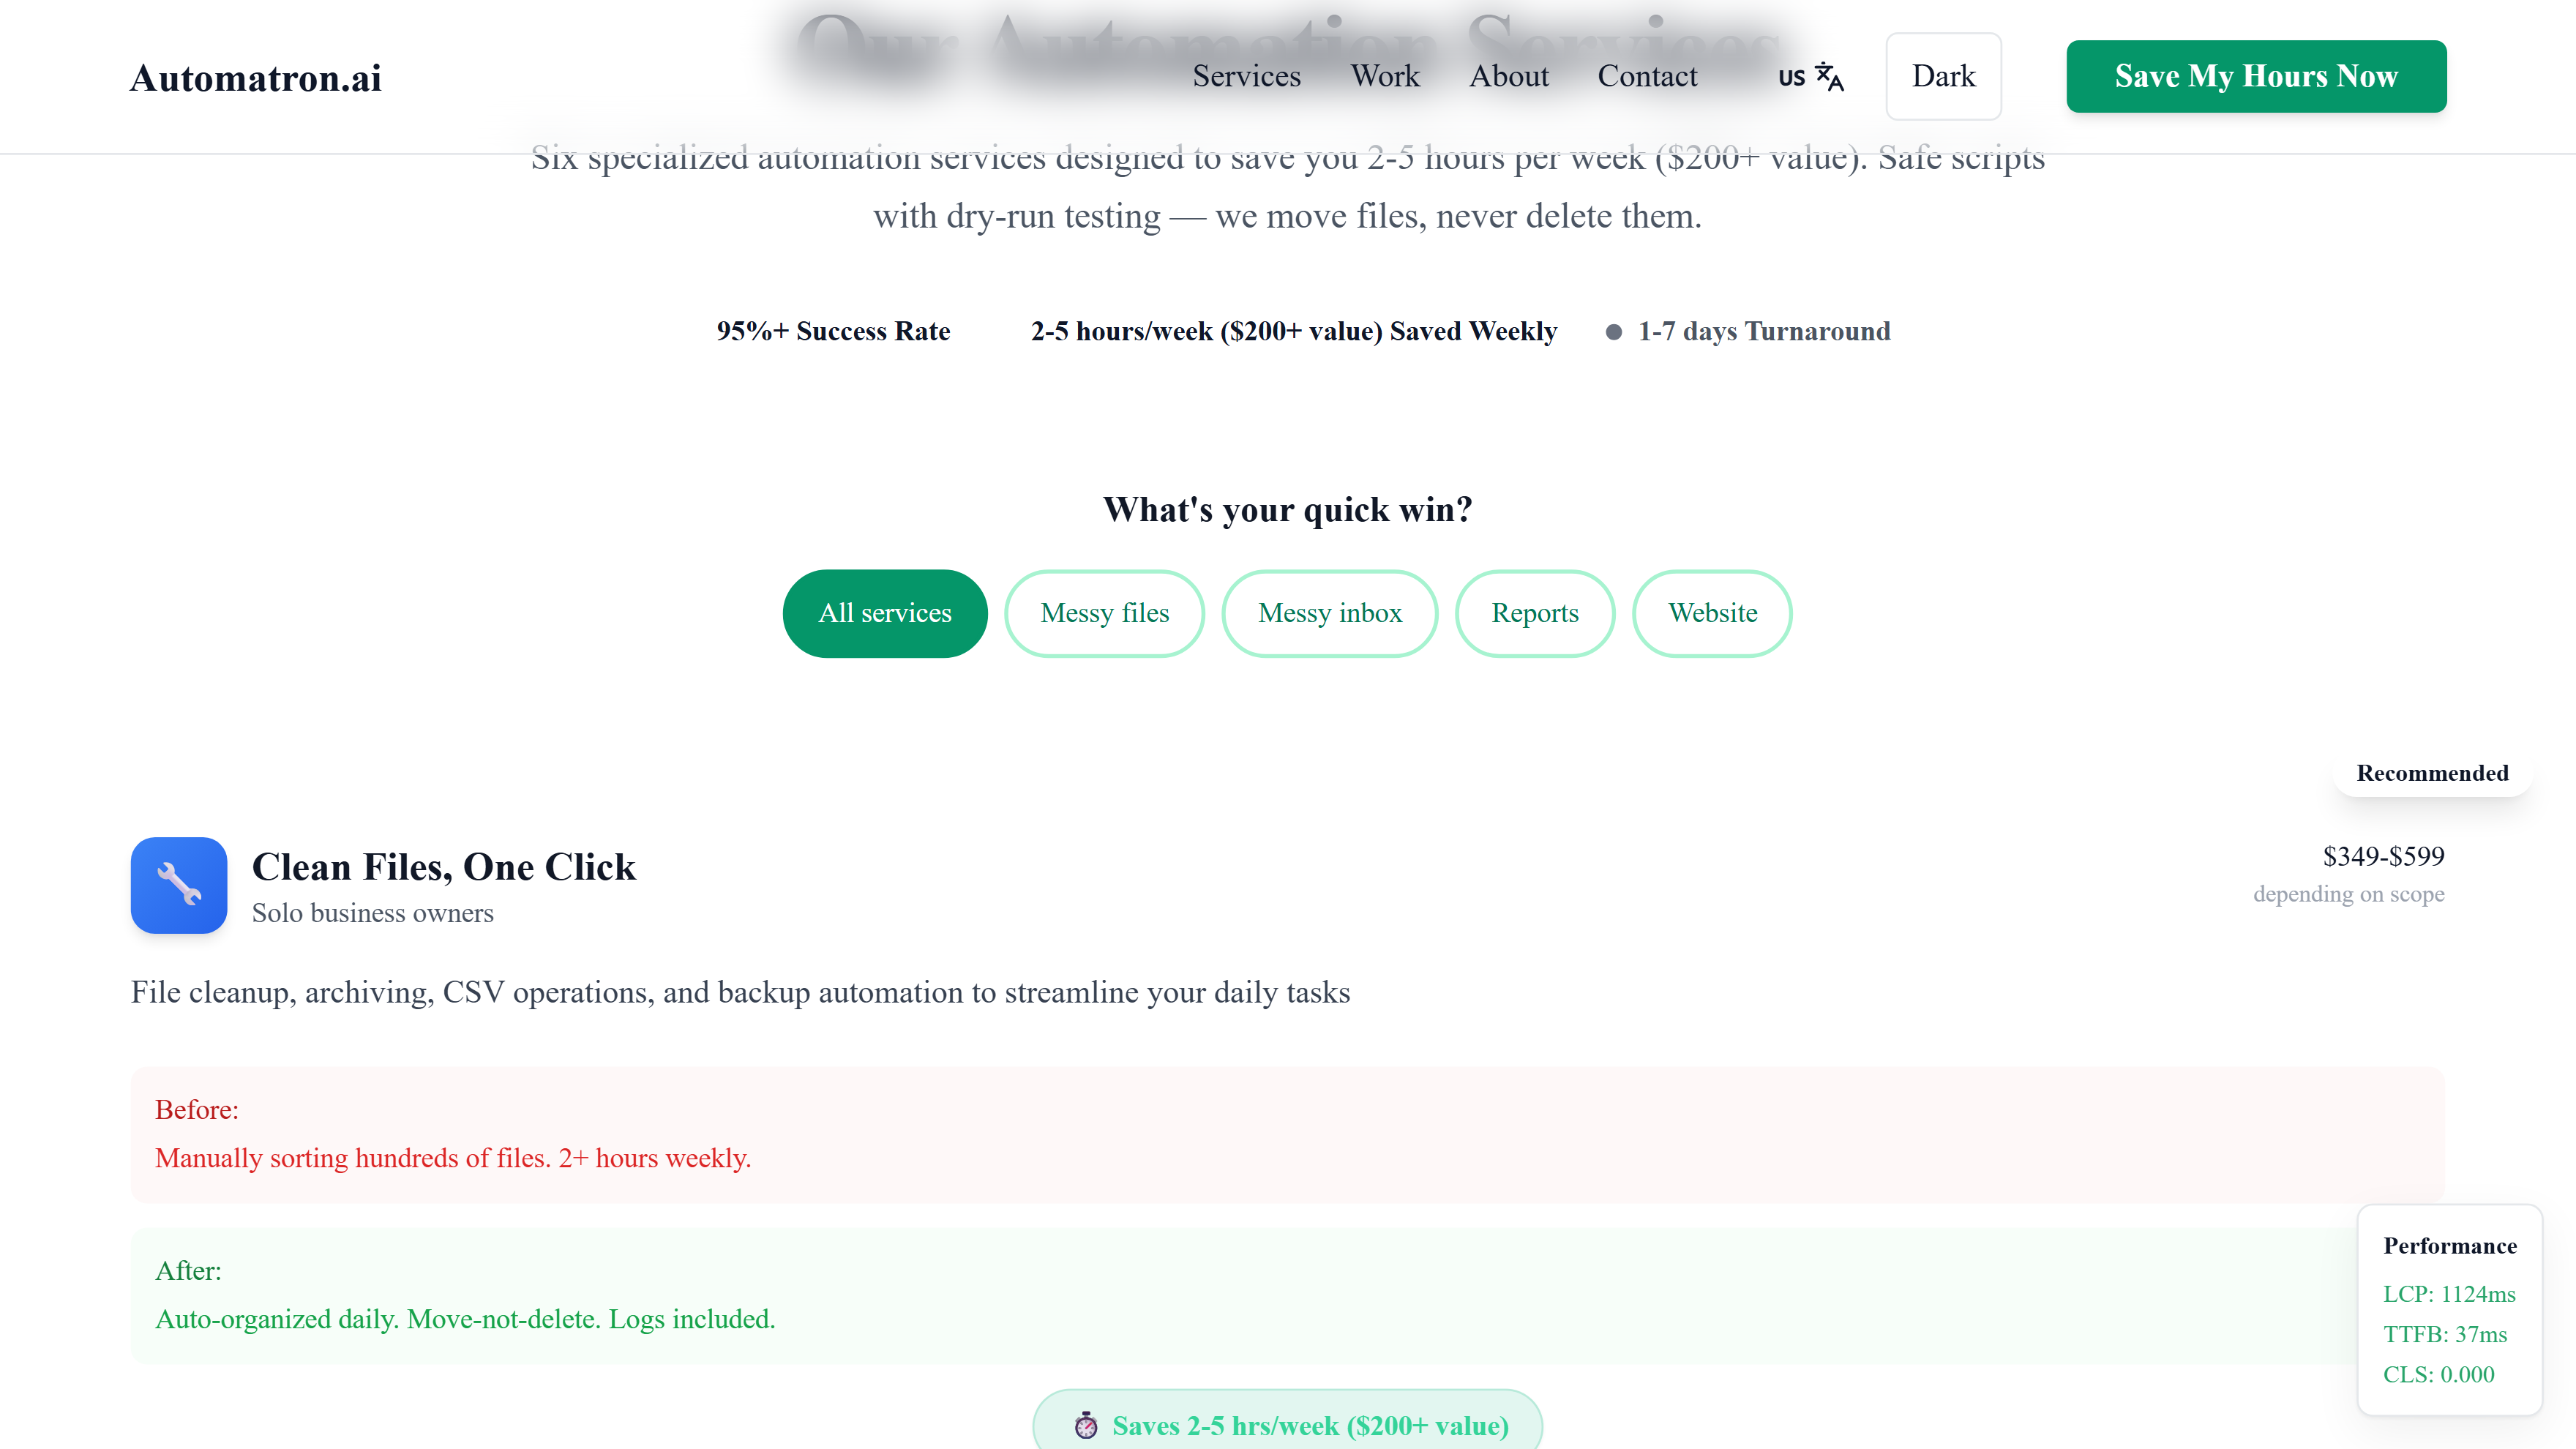 Our Automation Services
Automatron.ai
Services
Work
About
Contact
US
Dark
Save My Hours Now
Six specialized automation services designed to save you 2-5 hours per week ($200+ value). Safe scripts
with dry-run testing — we move files, never delete them.
95%+ Success Rate
2-5 hours/week ($200+ value) Saved Weekly
1-7 days Turnaround
What's your quick win?
All services
Messy files
Messy inbox
Reports
Website
Recommended
Clean Files, One Click
Solo business owners
$349-$599
depending on scope
File cleanup, archiving, CSV operations, and backup automation to streamline your daily tasks
Before:
Manually sorting hundreds of files. 2+ hours weekly.
After:
Auto-organized daily. Move-not-delete. Logs included.
Performance
LCP: 1124ms
TTFB: 37ms
CLS: 0.000
Saves 2-5 hrs/week ($200+ value)